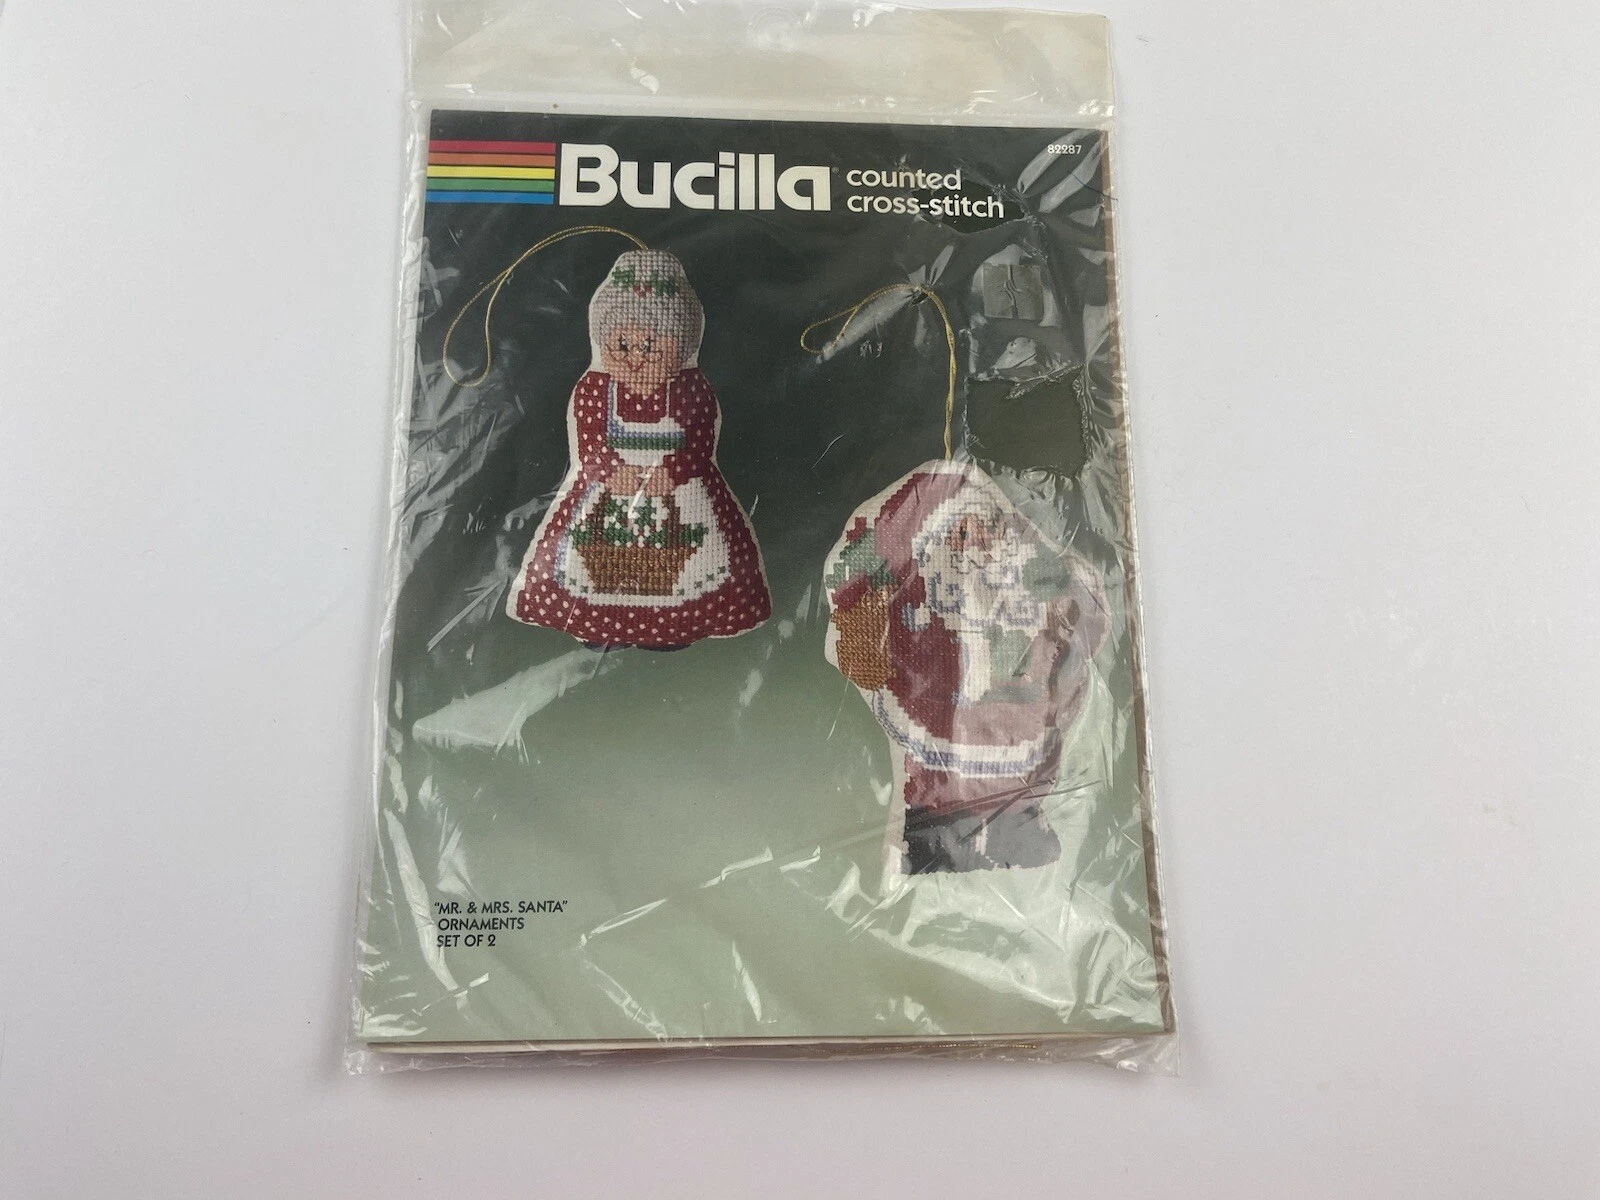 82287
Bucilla® counted
cross-stitch
"MR. & MRS. SANTA"
ORNAMENTS
SET OF 2